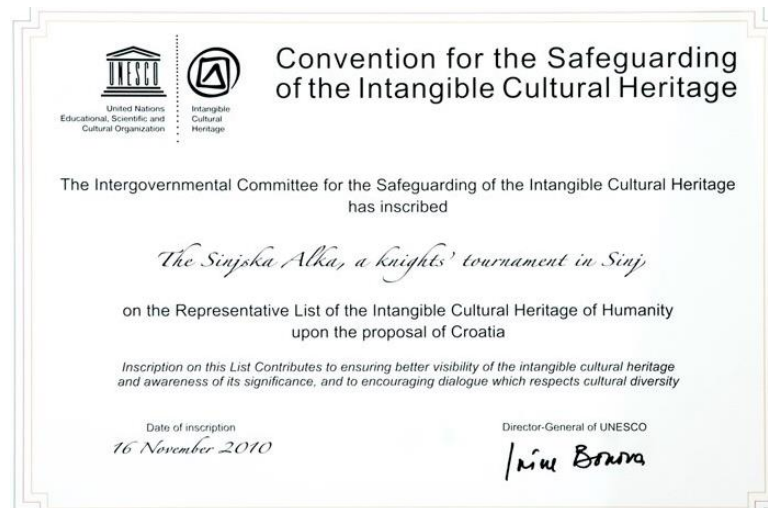 UNESCO
United Nations
Educational, Scientific and
Cultural Organization
Intangible
Cultural
Heritage
Convention for the Safeguarding
of the Intangible Cultural Heritage
The Intergovernmental Committee for the Safeguarding of the Intangible Cultural Heritage
has inscribed
The Sinjska Alka, a knights' tournament in Sinj
on the Representative List of the Intangible Cultural Heritage of Humanity
upon the proposal of Croatia
Inscription on this List Contributes to ensuring better visibility of the intangible cultural heritage
and awareness of its significance, and to encouraging dialogue which respects cultural diversity
Date of inscription
16 November 2010
Director-General of UNESCO
Irina Bokova